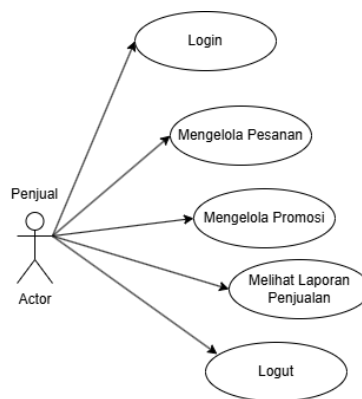 Login
Mengelola Pesanan
Penjual
Mengelola Promosi
Actor
Melihat Laporan
Penjualan
Logut